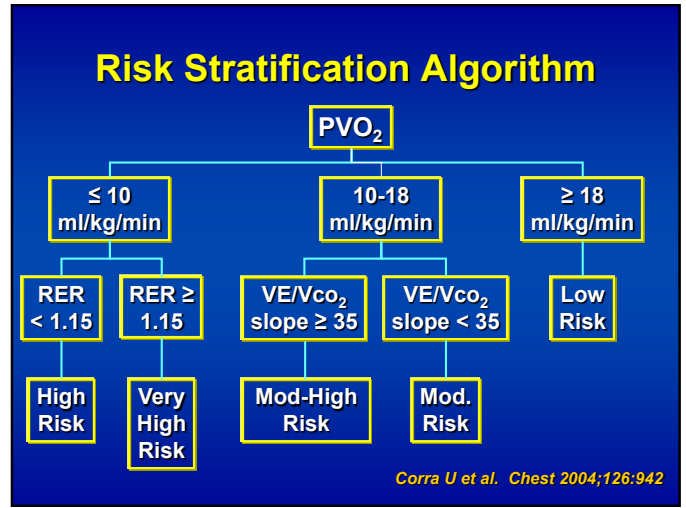 Risk Stratification Algorithm
PVO₂
≤ 10
ml/kg/min
10-18
ml/kg/min
≥ 18
ml/kg/min
RER
< 1.15
RER ≥
1.15
VE/Vco₂
slope ≥ 35
VE/Vco₂
slope < 35
Low
Risk
High
Risk
Very
High
Risk
Mod-High
Risk
Mod.
Risk
Corra U et al. Chest 2004;126:942